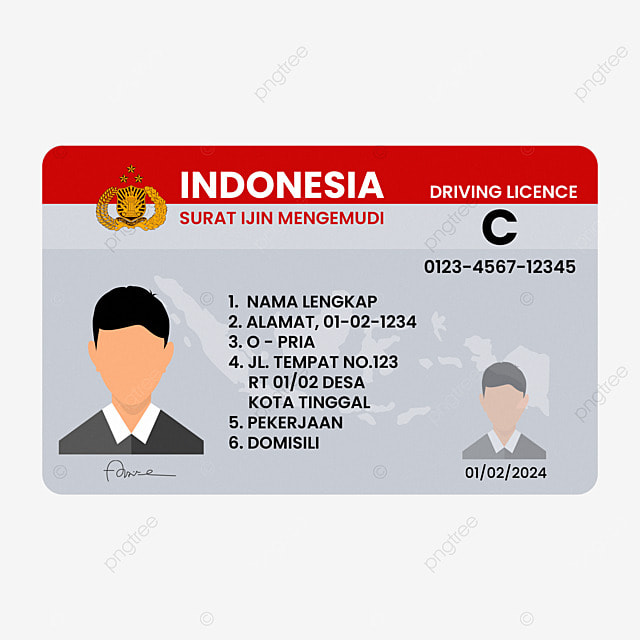 INDONESIA
SURAT IJIN MENGEMUDI
DRIVING LICENCE
C
0123-4567-12345
1. NAMA LENGKAP
2. ALAMAT, 01-02-1234
3. O - PRIA
4. JL. TEMPAT NO.123
RT 01/02 DESA
KOTA TINGGAL
5. PEKERJAAN
6. DOMISILI
01/02/2024
pngtree